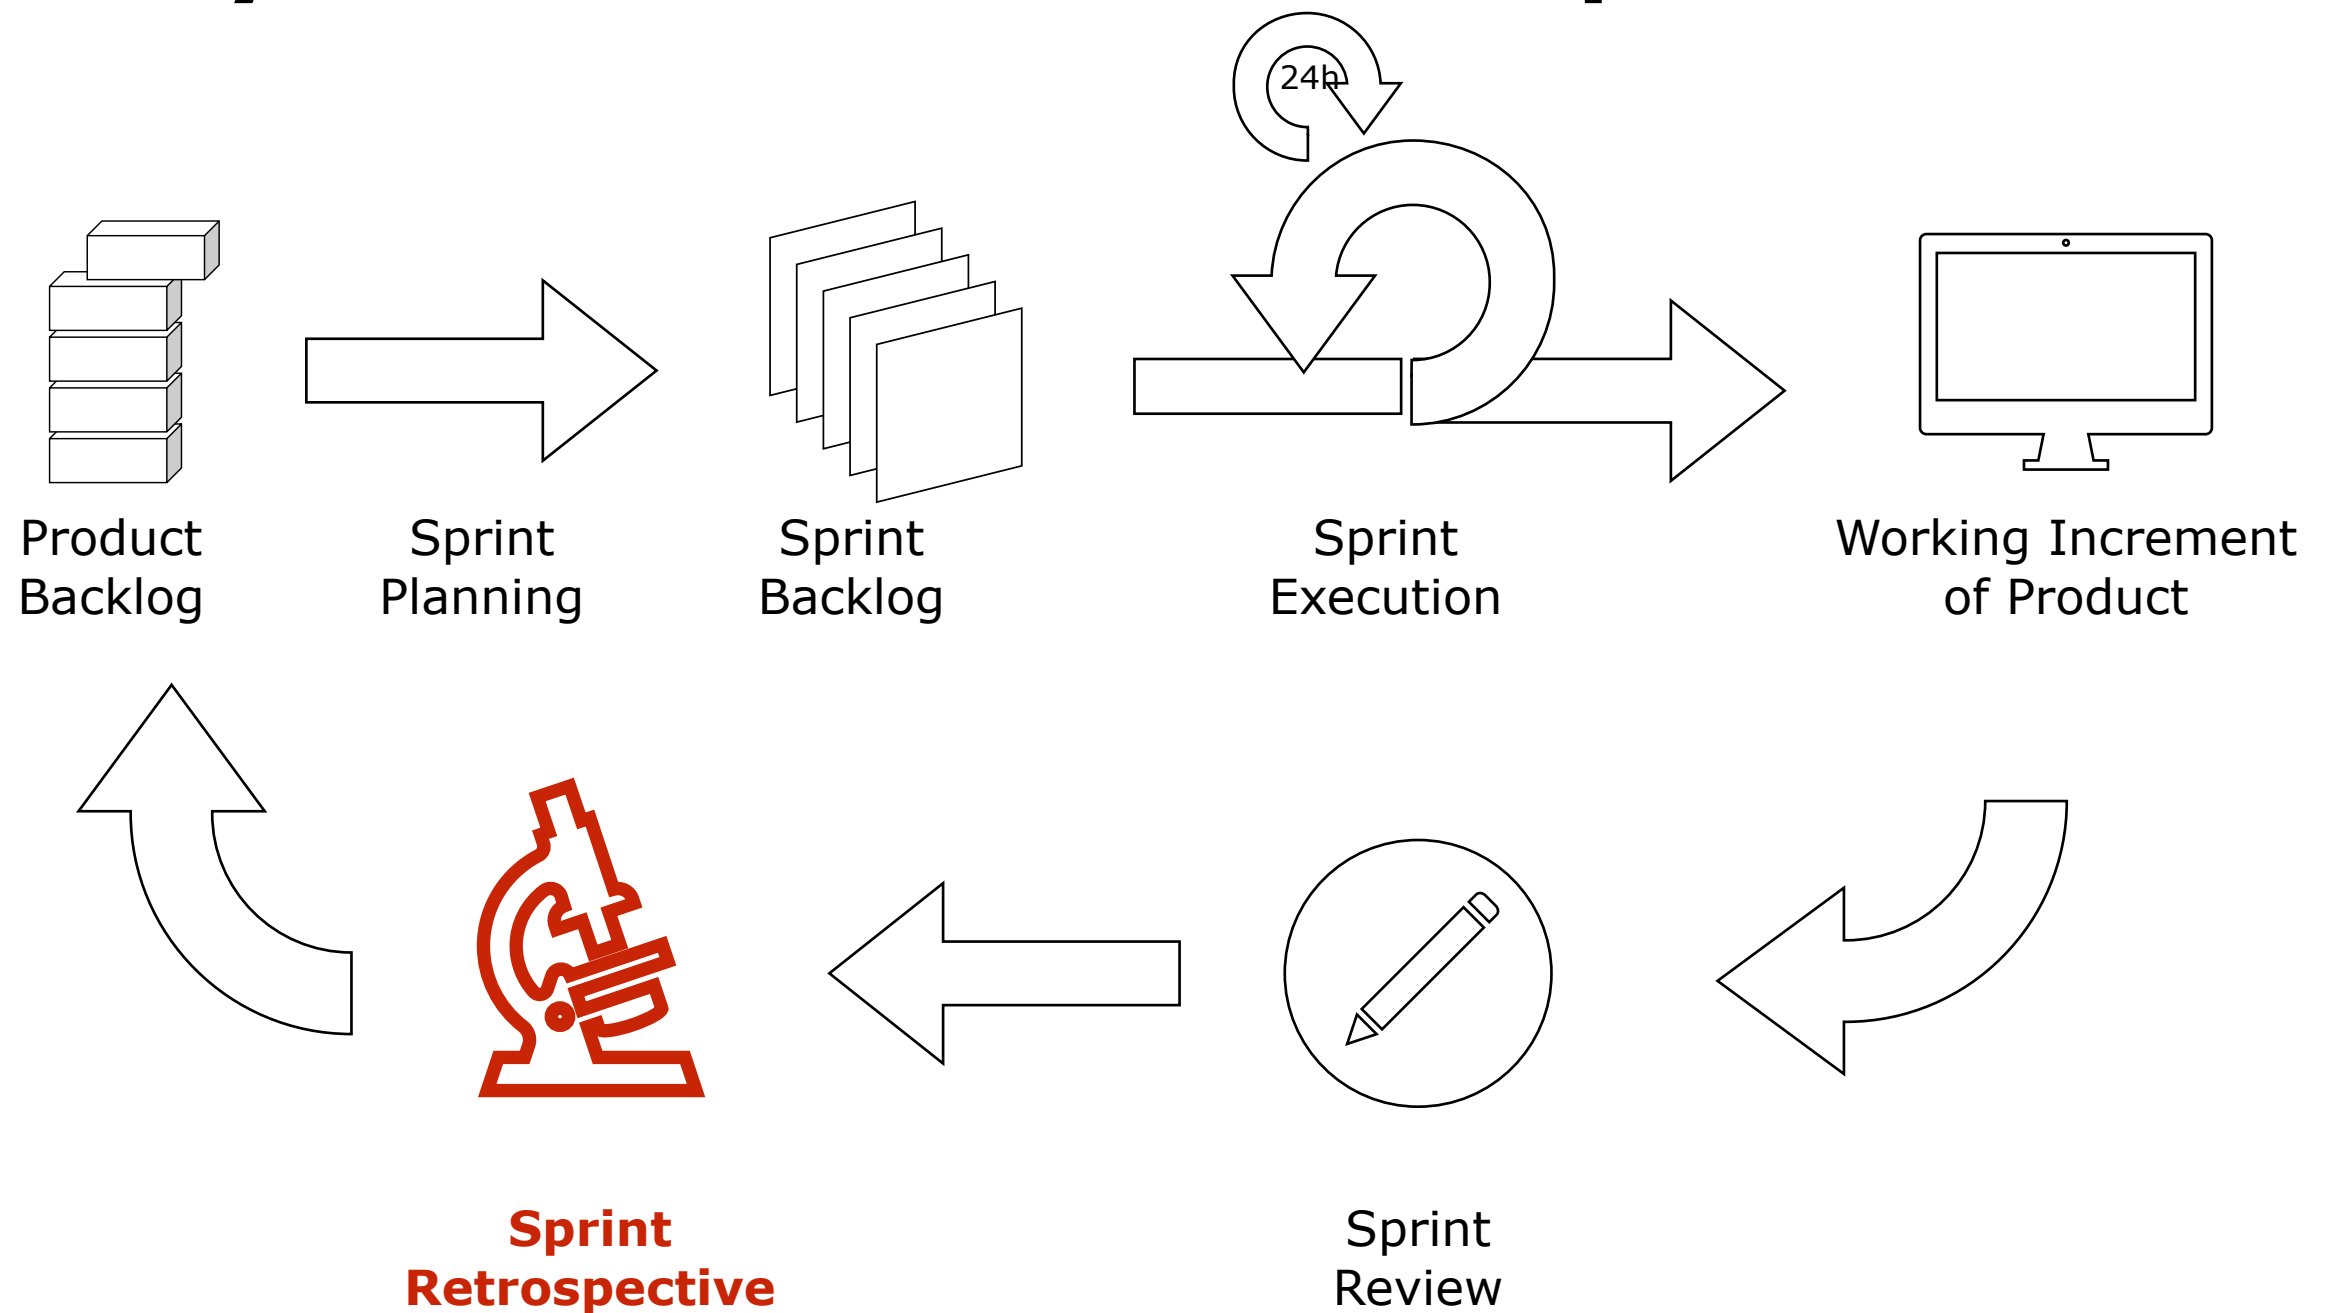 24h
Product
Backlog
Sprint
Planning
Sprint
Backlog
Sprint
Execution
Working Increment
of Product
Sprint
Retrospective
Sprint
Review